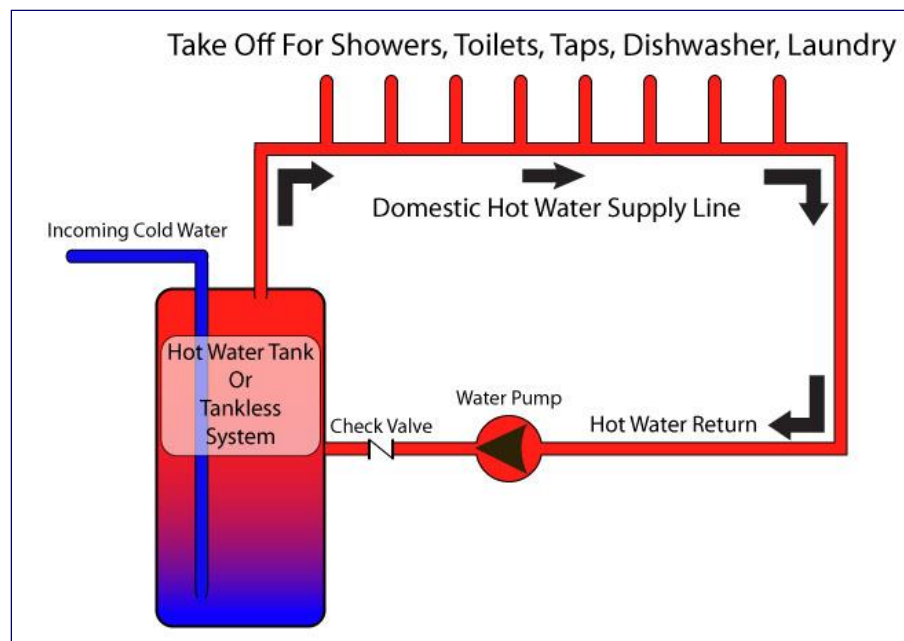 Take Off For Showers, Toilets, Taps, Dishwasher, Laundry
Domestic Hot Water Supply Line
Incoming Cold Water
Hot Water Tank
Or
Tankless
System
Water Pump
Check Valve
Hot Water Return